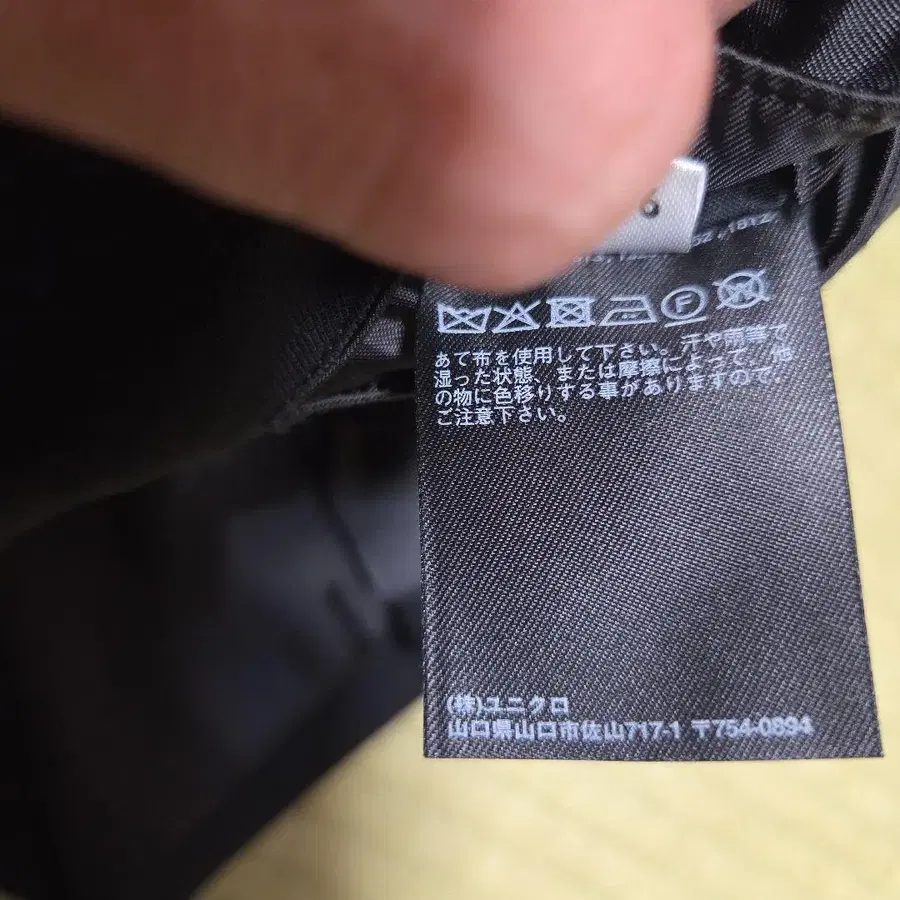 あて布を使用して下さい。汗や雨等で
湿った状態、または摩擦によって、他
の物に色移りする事がありますので、
ご注意下さい。
(株)ユニクロ
山口県山口市佐山717-1 〒754-0894